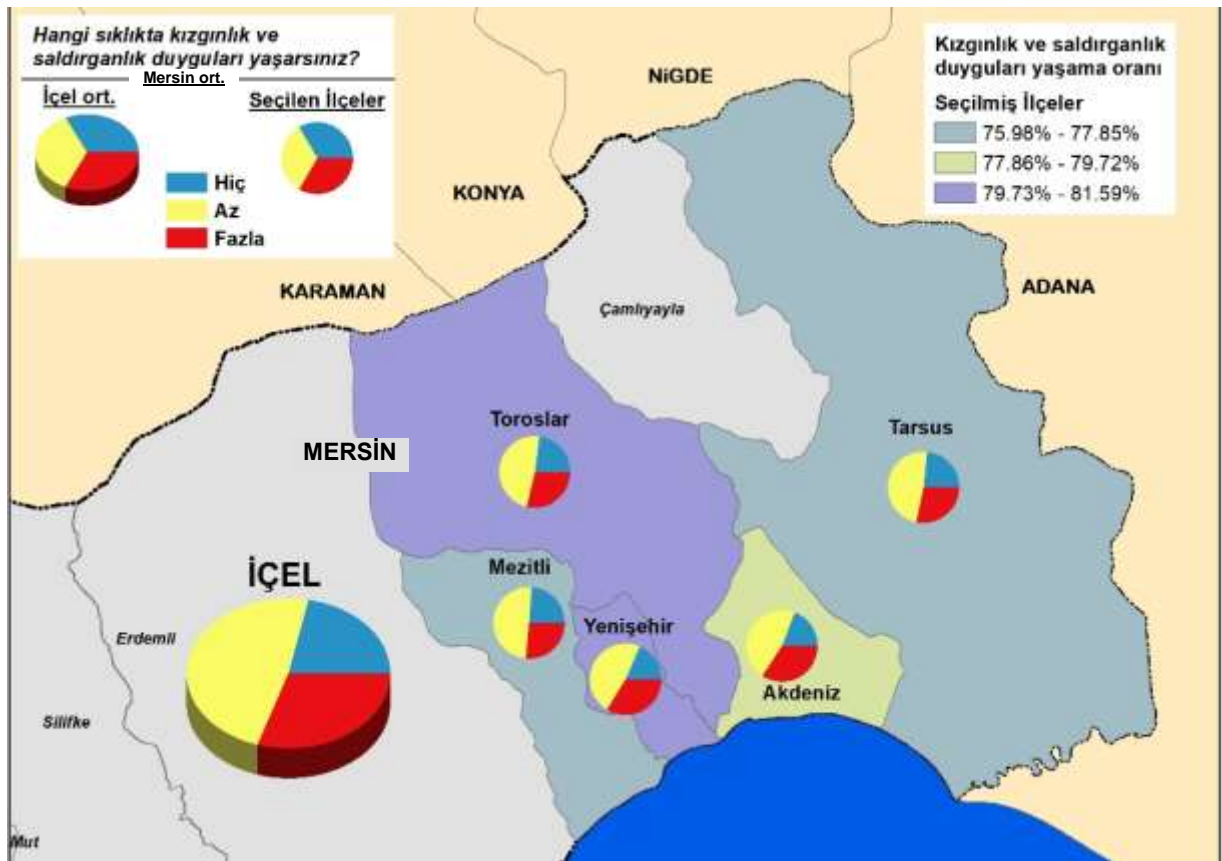 Hangi sıklıkta kızgınlık ve
saldırganlık duyguları yaşarsınız?
Mersin ort.
İçel ort.
Seçilen İlçeler
Hiç
Az
Fazla
Kızgınlık ve saldırganlık
duyguları yaşama oranı
Seçilmiş İlçeler
75.98% - 77.85%
77.86% - 79.72%
79.73% - 81.59%
NiGDE
KONYA
KARAMAN
ADANA
Çamlıyayla
Toroslar
Tarsus
MERSİN
Mezitli
İÇEL
Yenişehir
Erdemli
Akdeniz
Silifke
Mut